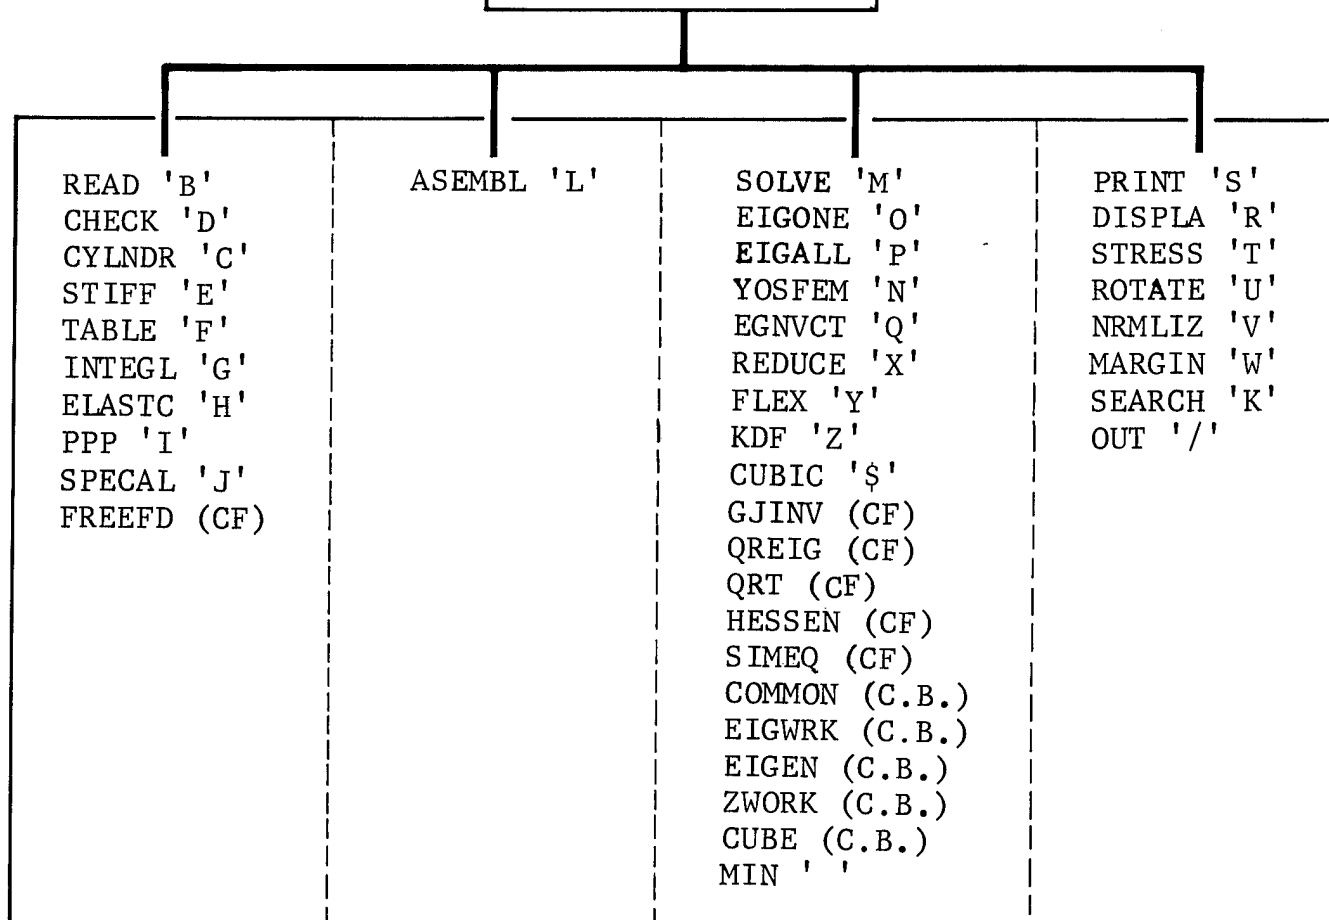 READ 'B'
CHECK 'D'
CYLNDR 'C'
STIFF 'E'
TABLE 'F'
INTEGL 'G'
ELASTC 'H'
PPP 'I'
SPECAL 'J'
FREEFD (CF)
ASEMBL 'L'
SOLVE 'M'
EIGONE 'O'
EIGALL 'P'
YOSFEM 'N'
EGNVCT 'Q'
REDUCE 'X'
FLEX 'Y'
KDF 'Z'
CUBIC '$'
GJINV (CF)
QREIG (CF)
QRT (CF)
HESSEN (CF)
SIMEQ (CF)
COMMON (C.B.)
EIGWRK (C.B.)
EIGEN (C.B.)
ZWORK (C.B.)
CUBE (C.B.)
MIN ' '
PRINT 'S'
DISPLA 'R'
STRESS 'T'
ROTATE 'U'
NRMLIZ 'V'
MARGIN 'W'
SEARCH 'K'
OUT '/'